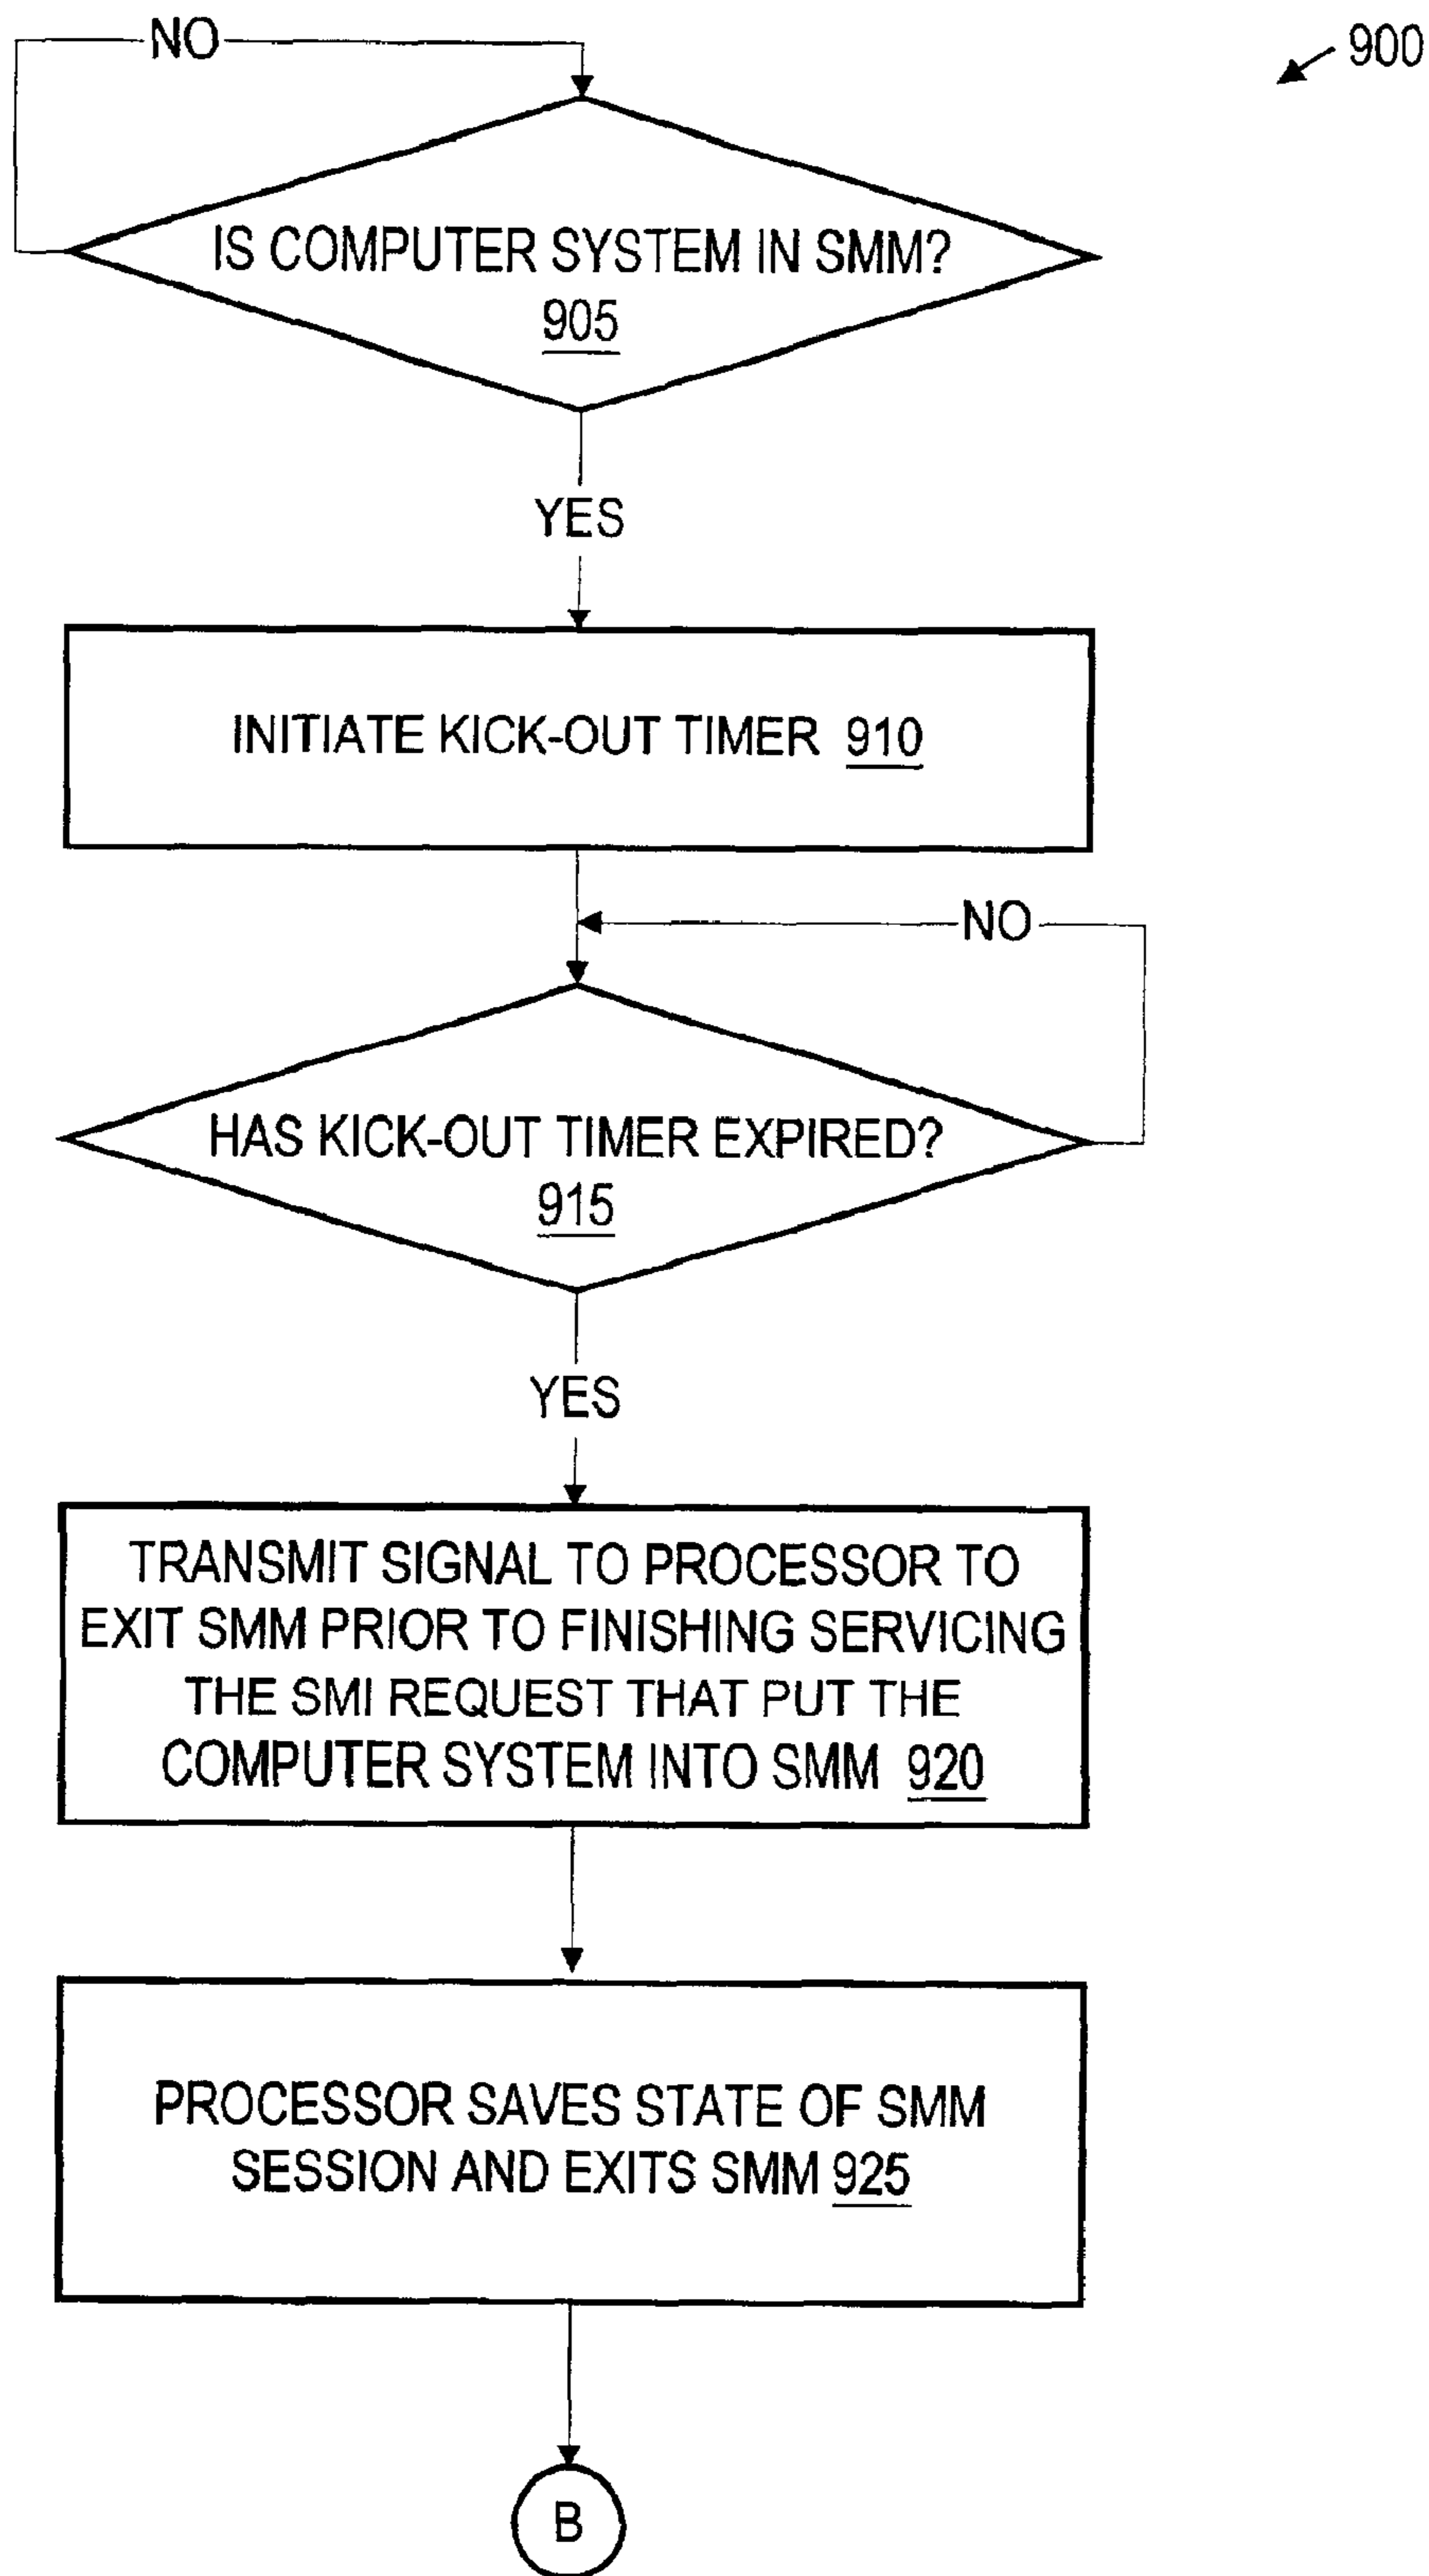 NO
900
IS COMPUTER SYSTEM IN SMM?
905
YES
INITIATE KICK-OUT TIMER 910
NO
HAS KICK-OUT TIMER EXPIRED?
915
YES
TRANSMIT SIGNAL TO PROCESSOR TO
EXIT SMM PRIOR TO FINISHING SERVICING
THE SMI REQUEST THAT PUT THE
COMPUTER SYSTEM INTO SMM 920
PROCESSOR SAVES STATE OF SMM
SESSION AND EXITS SMM 925
B